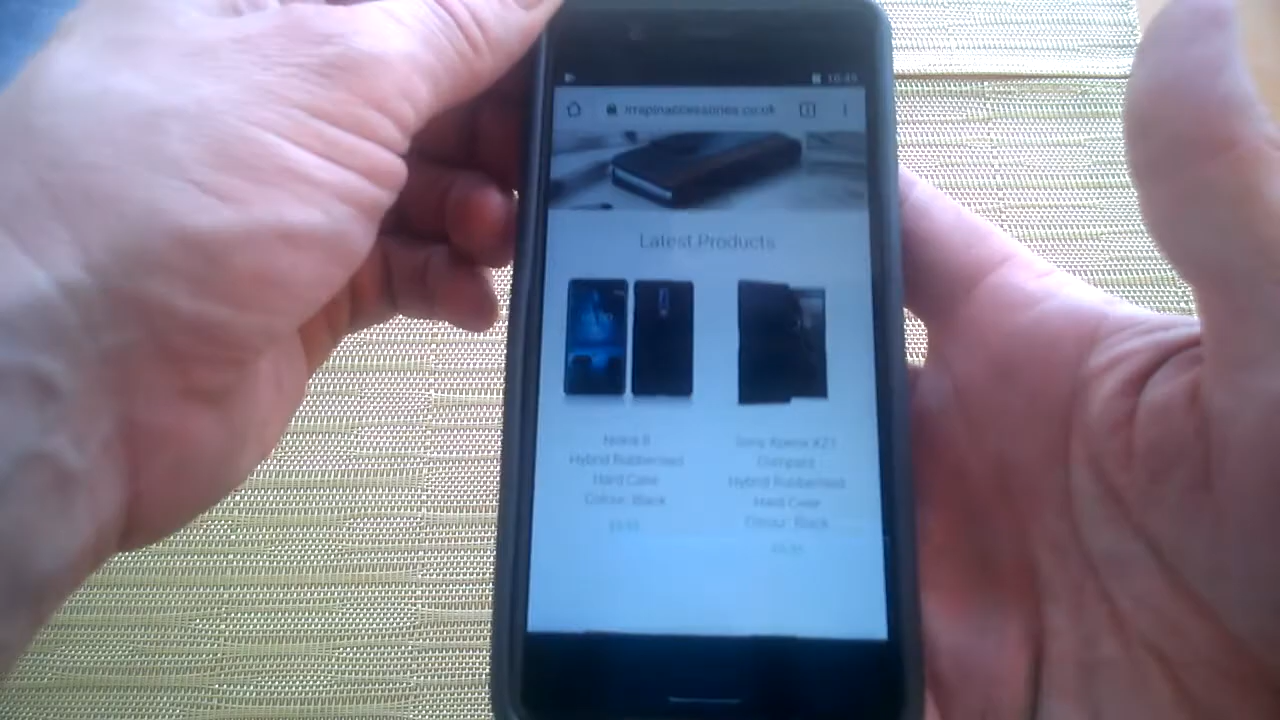 rrapinaccessories.co.uk
Latest Products
Nokia 8
Hybrid Rubberised
Hard Case
Colour: Black
Sony Xperia XZ1
Compact
Hybrid Rubberised
Hard Case
Colour: Black